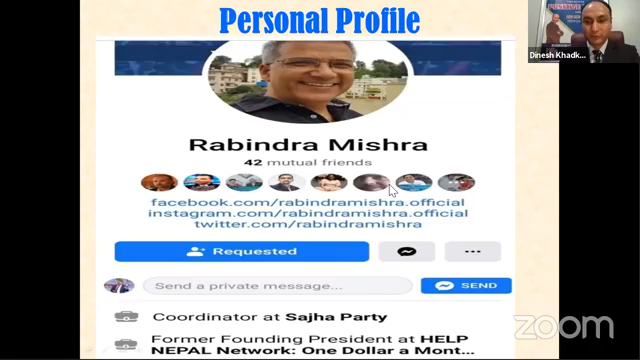 Personal Profile
Dinesh Khadk...
Rabindra Mishra
42 mutual friends
facebook.com/rabindramishra.official
instagram.com/rabindramishra.official
twitter.com/rabindramishra
Requested
Send a private message...
SEND
Coordinator at Sajha Party
Former Founding President at HELP
NEPAL Network: One Dollar a Mont...
zoom